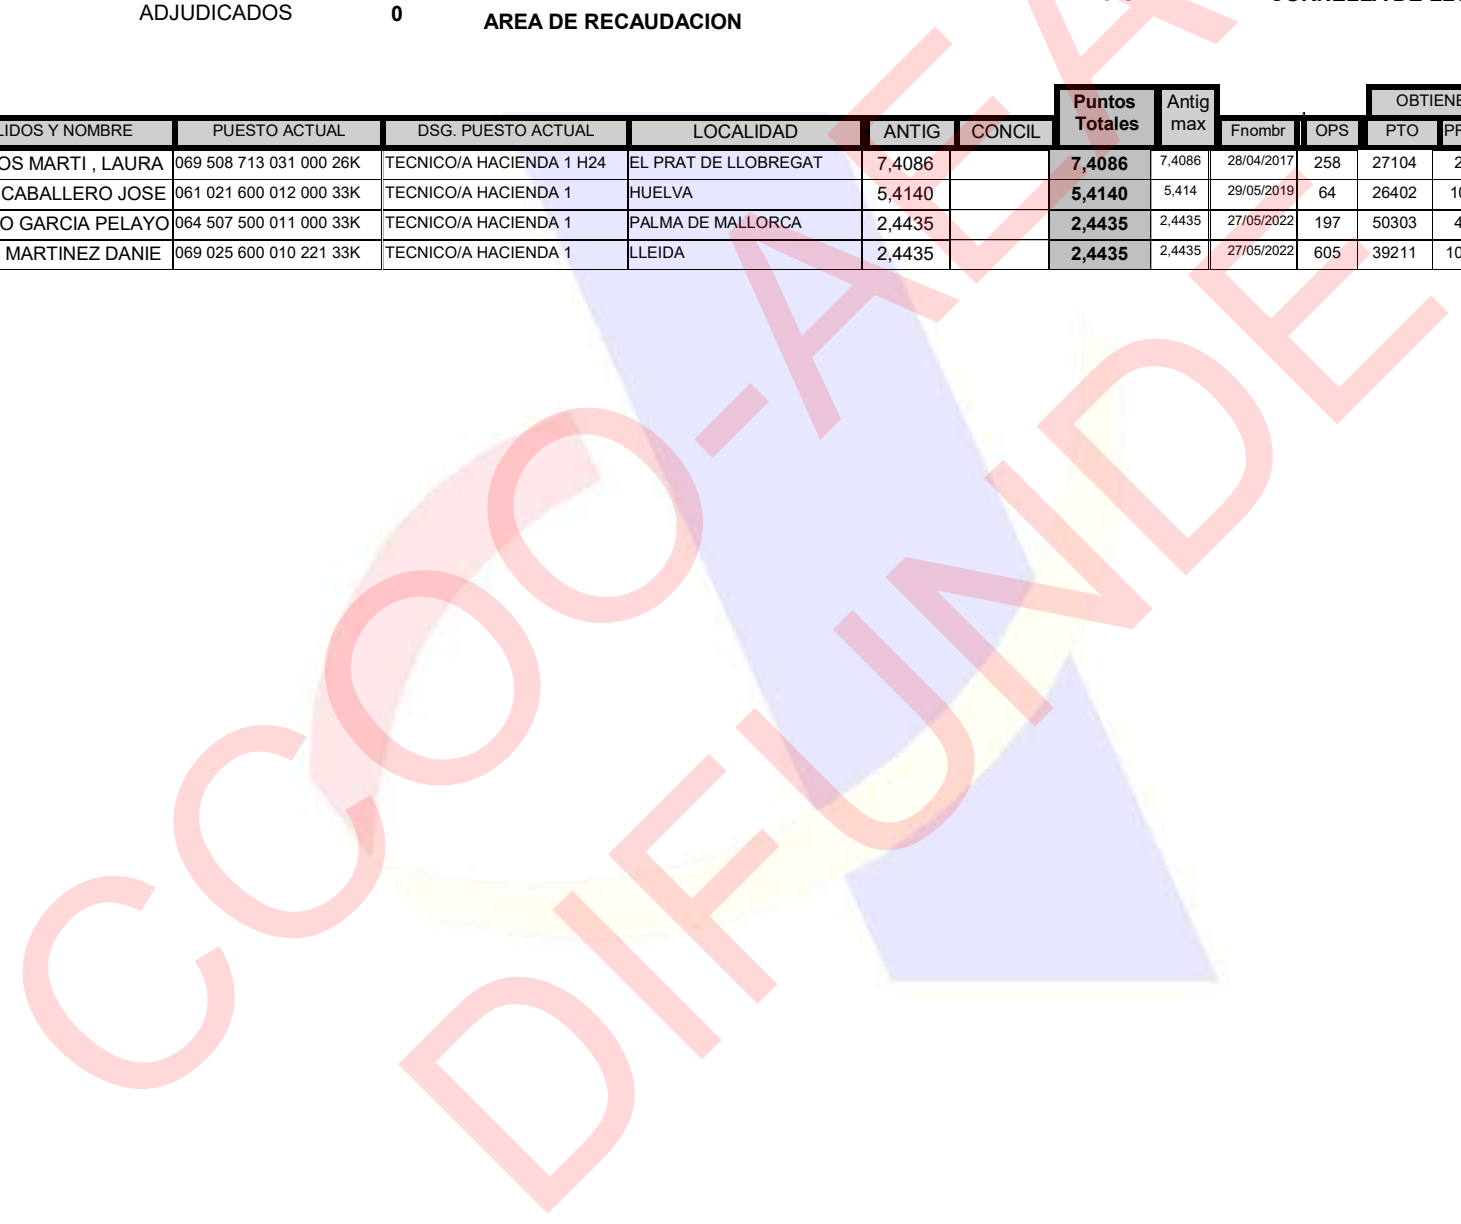 ADJUDICADOS 0 AREA DE RECAUDACION
Puntos Totales Antig max OBTIENE
LIDOS Y NOMBRE PUESTO ACTUAL DSG. PUESTO ACTUAL LOCALIDAD ANTIG CONCIL Fnombr OPS PTO PR
OS MARTI , LAURA 069 508 713 031 000 26K TECNICO/A HACIENDA 1 H24 EL PRAT DE LLOBREGAT 7,4086 7,4086 7,4086 28/04/2017 258 27104 2
CABALLERO JOSE 061 021 600 012 000 33K TECNICO/A HACIENDA 1 HUELVA 5,4140 5,4140 5,414 29/05/2019 64 26402 10
O GARCIA PELAYO 064 507 500 011 000 33K TECNICO/A HACIENDA 1 PALMA DE MALLORCA 2,4435 2,4435 2,4435 27/05/2022 197 50303 4
MARTINEZ DANIE 069 025 600 010 221 33K TECNICO/A HACIENDA 1 LLEIDA 2,4435 2,4435 2,4435 27/05/2022 605 39211 10
CCOO-AEA
DIFUNDE